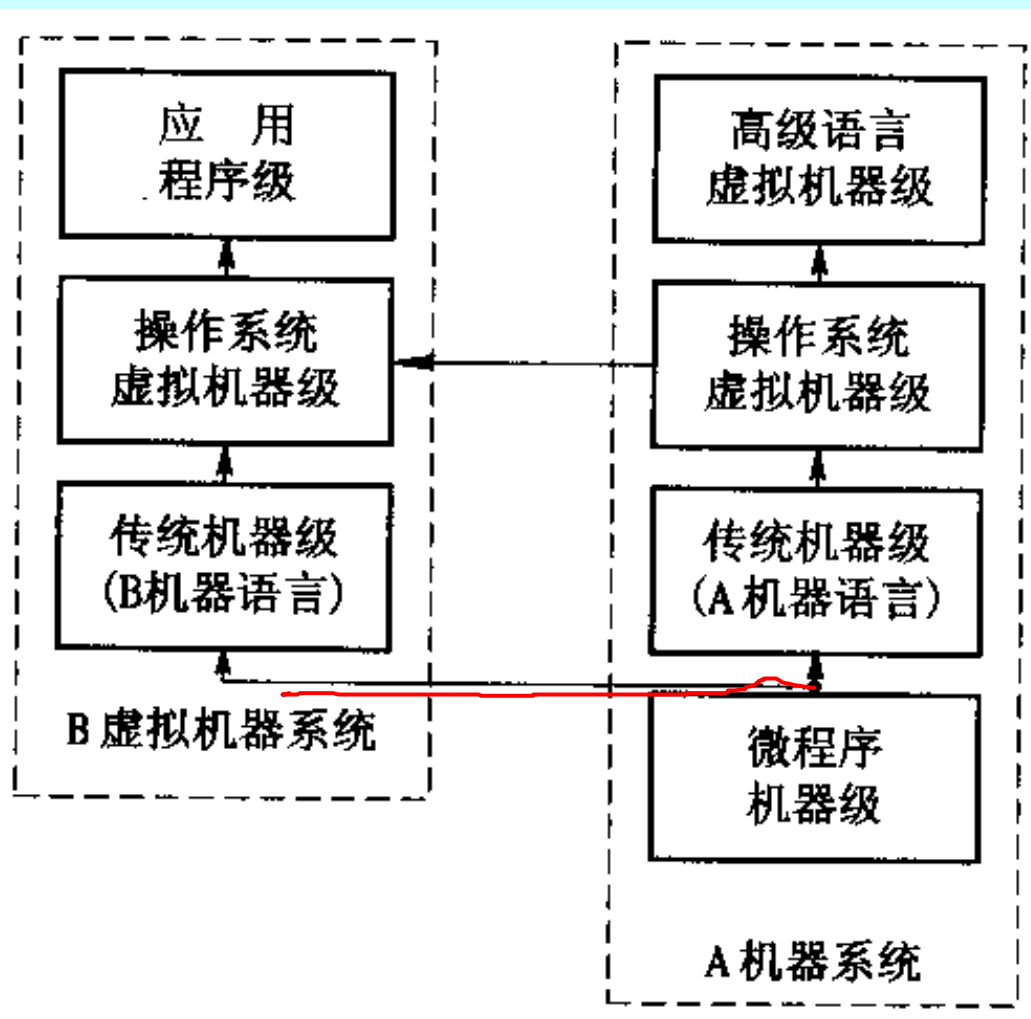 应 用
程序级
操作系统
虚拟机器级
传统机器级
(B机器语言)
B虚拟机器系统
高级语言
虚拟机器级
操作系统
虚拟机器级
传统机器级
(A机器语言)
微程序
机器级
A机器系统